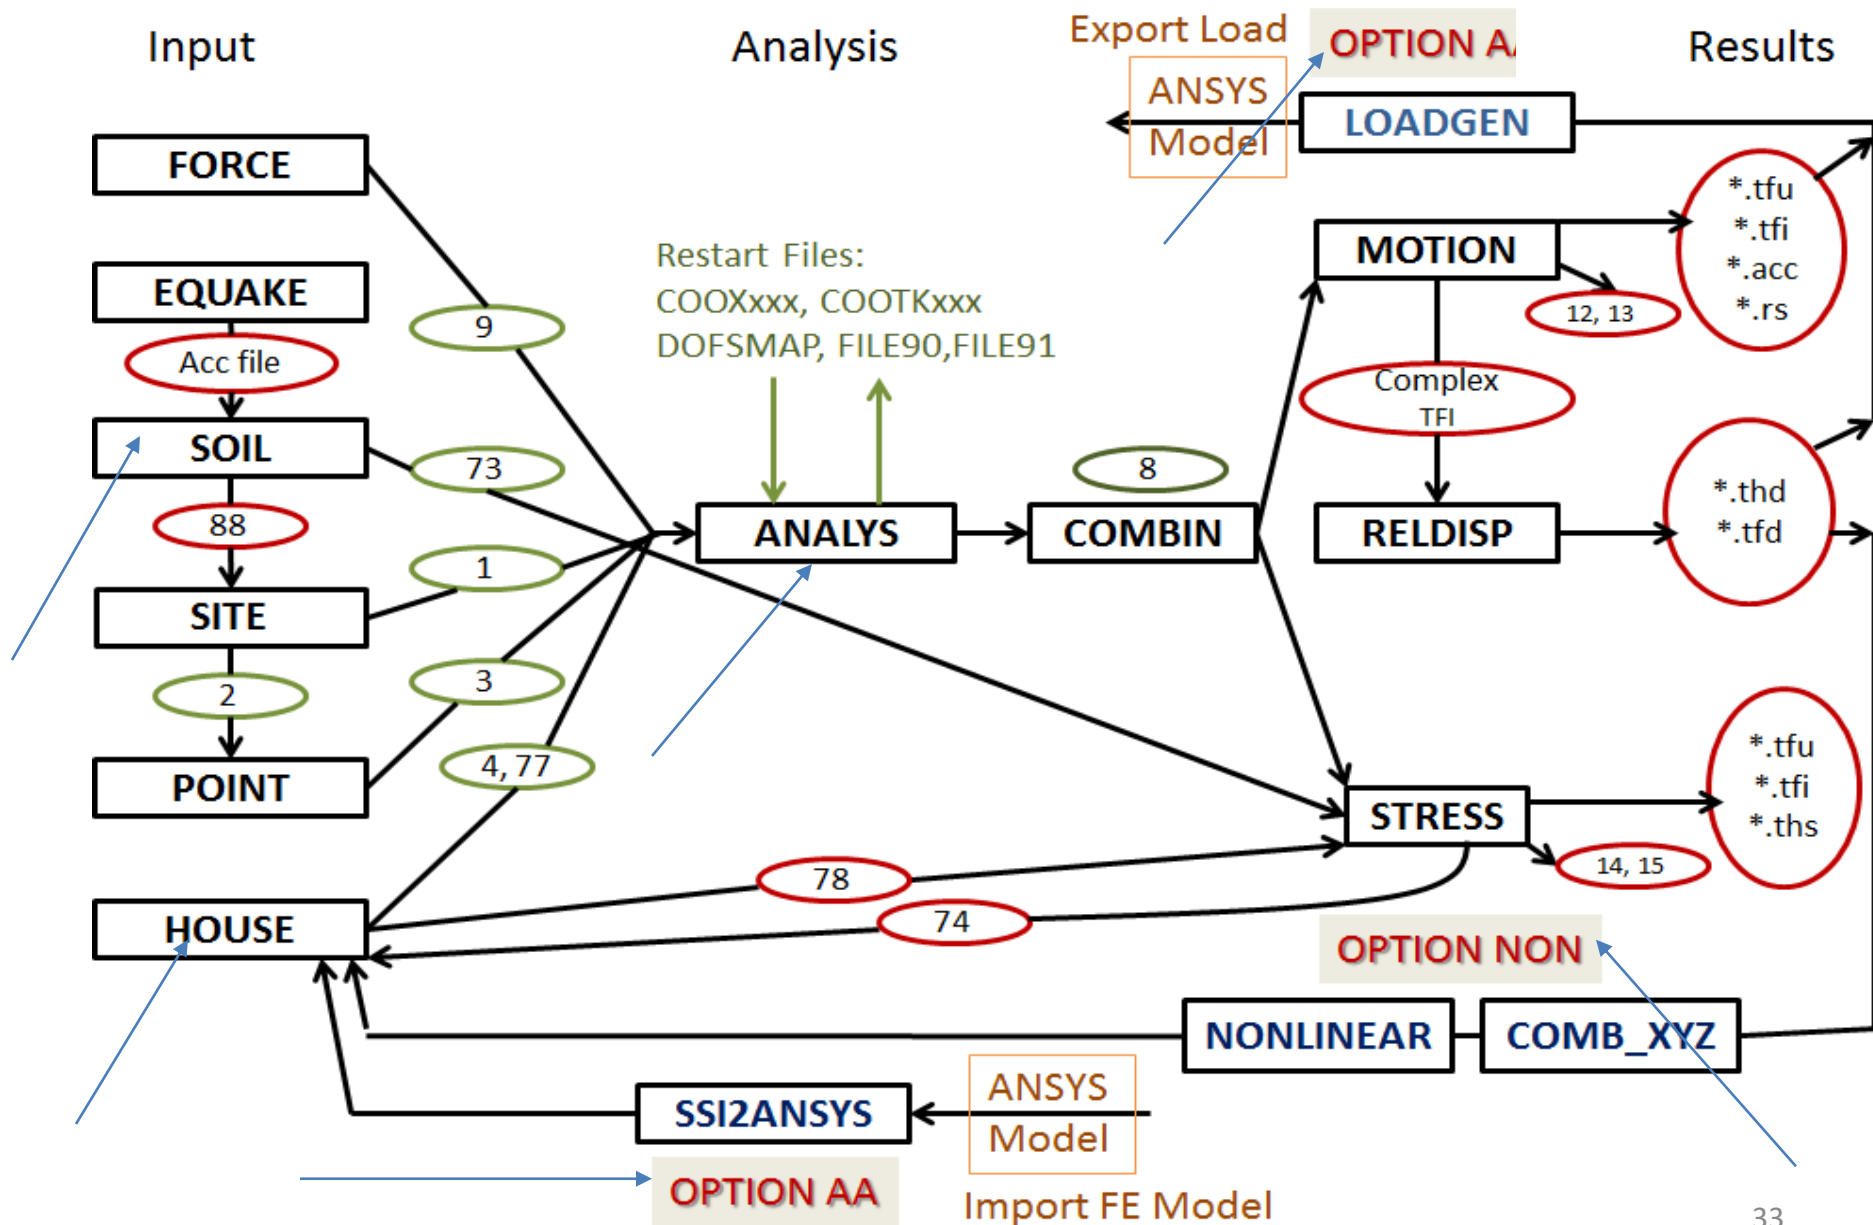 Input
Analysis
Export Load
OPTION A
Results
ANSYS
Model
LOADGEN
FORCE
EQUAKE
Acc file
SOIL
88
SITE
2
POINT
HOUSE
9
73
1
3
4, 77
Restart Files:
COOXxxx, COOTKxxx
DOFSMAP, FILE90,FILE91
ANALYS
8
COMBIN
MOTION
12, 13
Complex
TFI
RELDISP
*.tfu
*.tfi
*.acc
*.rs
*.thd
*.tfd
STRESS
14, 15
*.tfu
*.tfi
*.ths
78
74
OPTION NON
NONLINEAR
COMB_XYZ
SSI2ANSYS
ANSYS
Model
OPTION AA
Import FE Model
33